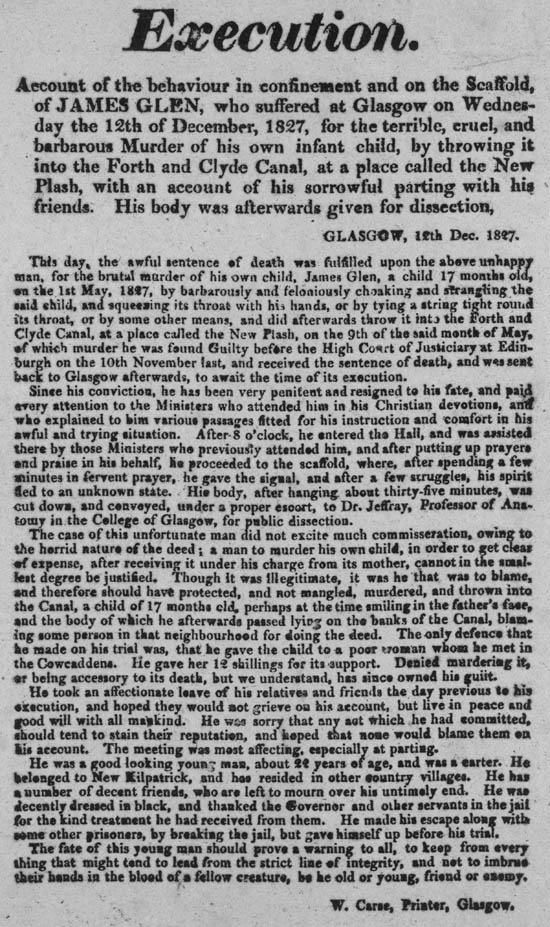 Execution.
Account of the behaviour in confinement and on the Scaffold,
of JAMES GLEN, who suffered at Glasgow on Wednes-
day the 12th of December, 1827, for the terrible, cruel, and
barbarous Murder of his own infant child, by throwing it
into the Forth and Clyde Canal, at a place called the New
Plash, with an account of his sorrowful parting with his
friends. His body was afterwards given for dissection,
GLASGOW, 12th Dec. 1827.
This day, the awful sentence of death was fulfilled upon the above unhappy
man, for the brutal murder of his own child, James Glen, a child 17 months old,
on the 1st May, 1827, by barbarously and feloniously choaking and strangling the
said child, and squeesing its throat with his hands, or by tying a string tight round
its throat, or by some other means, and did afterwards throw it into the Forth and
Clyde Canal, at a place called the New Plash, on the 9th of the said month of May,
of which murder he was found Guilty before the High Court of Justiciary at Edin-
burgh on the 10th November last, and received the sentence of death, and was sent
back to Glasgow afterwards, to await the time of its execution.
Since his conviction, he has been very penitent and resigned to his fate, and paid
every attention to the Ministers who attended him in his Christian devotions, and
who explained to him various passages fitted for his instruction and comfort in his
awful and trying situation. After 8 o'clock, he entered the Hall, and was assisted
there by those Ministers who previously attended him, and after putting up prayers
and praise in his behalf, he proceeded to the scaffold, where, after spending a few
minutes in fervent prayer, he gave the signal, and after a few struggles, his spirit
fled to an unknown state. His body, after hanging about thirty-five minutes, was
cut down, and conveyed, under a proper escort, to Dr. Jeffray, Professor of Ana-
tomy in the College of Glasgow, for public dissection.
The case of this unfortunate man did not excite much commisseration, owing to
the horrid nature of the deed; a man to murder his own child, in order to get clear
of expense, after receiving it under his charge from its mother, cannot in the smal-
lest degree be justified. Though it was illegetimate, it was he that was to blame,
and therefore should have protected, and not mangled, murdered, and thrown into
the Canal, a child of 17 months old, perhaps at the time smiling in the father's face,
and the body of which he afterwards passed lying on the banks of the Canal, blam-
ing some person in that neighbourhood for doing the deed. The only defence that
he made on his trial was, that he gave the child to a poor woman whom he met in
the Cowcaddens. He gave her 12 shillings for its support. Denied murdering it,
or being accessory to its death, but we understand, has since owned his guilt.
He took an affectionate leave of his relatives and friends the day previous to his
execution, and hoped they would not grieve on his account, but live in peace and
good will with all mankind. He was sorry that any act which he had committed,
should tend to stain their reputation, and hoped that none would blame them on
his account. The meeting was most affecting, especially at parting.
He was a good looking young man, about years of age, and was a carter. He
belonged to New Kilpatrick, and has resided in other country villages. He has
a number of decent friends, who are left to mourn over his untimely end. He was
decently dressed in black, and thanked the Governor and other servants in the jail
for the kind treatment he had received from them. He made his escape along with
some other prisoners, by breaking the jail, but gave himself up before his trial.
The fate of this young man should prove a warning to all, to keep from every
thing that might tend to lead from the strict line of integrity, and not to imbrue
their hands in the blood of a fellow creature, be he old or young, friend or enemy.
W. Carse, Printer, Glasgow.